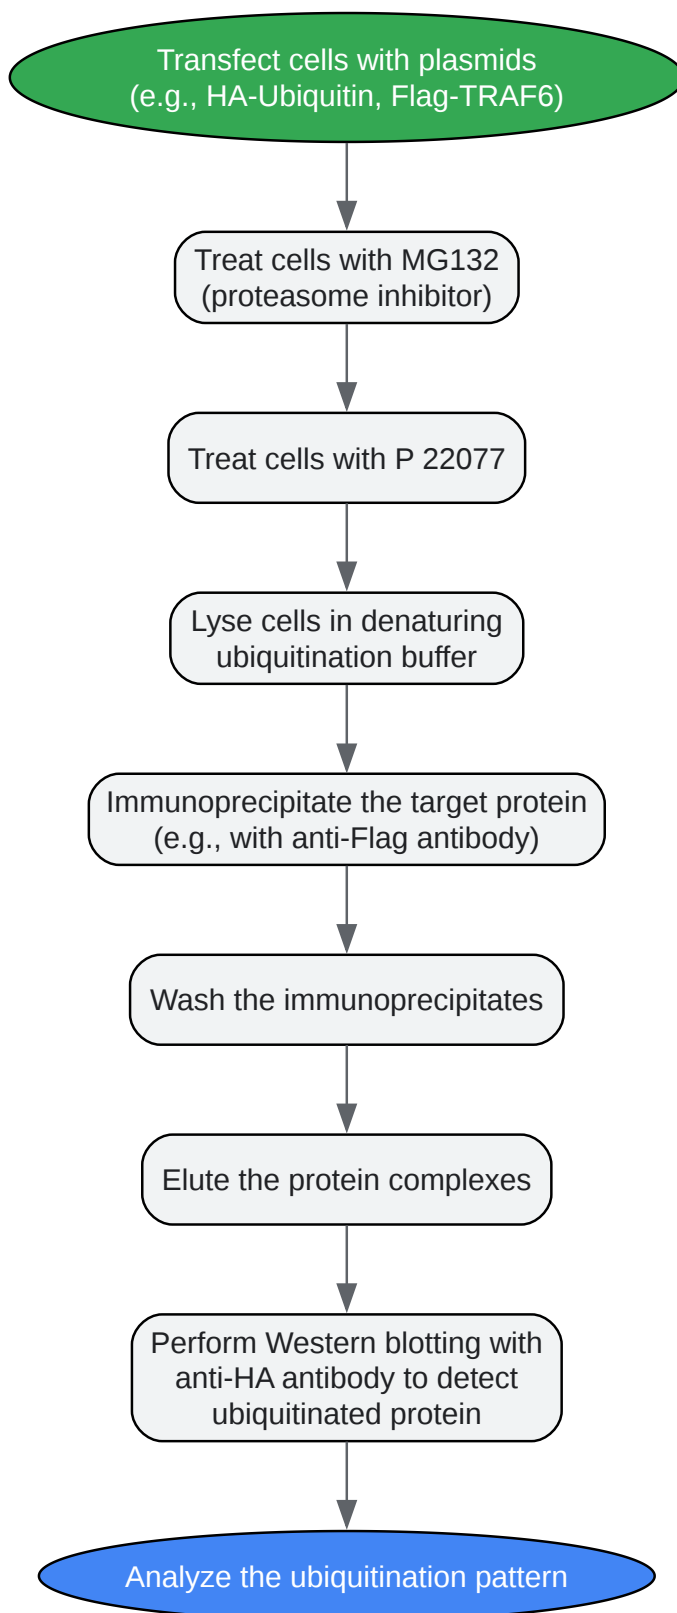 Transfect cells with plasmids
(e.g., HA-Ubiquitin, Flag-TRAF6)
Treat cells with MG132
(proteasome inhibitor)
Treat cells with P 22077
Lyse cells in denaturing
ubiquitination buffer
Immunoprecipitate the target protein
(e.g., with anti-Flag antibody)
Wash the immunoprecipitates
Elute the protein complexes
Perform Western blotting with
anti-HA antibody to detect
ubiquitinated protein
Analyze the ubiquitination pattern